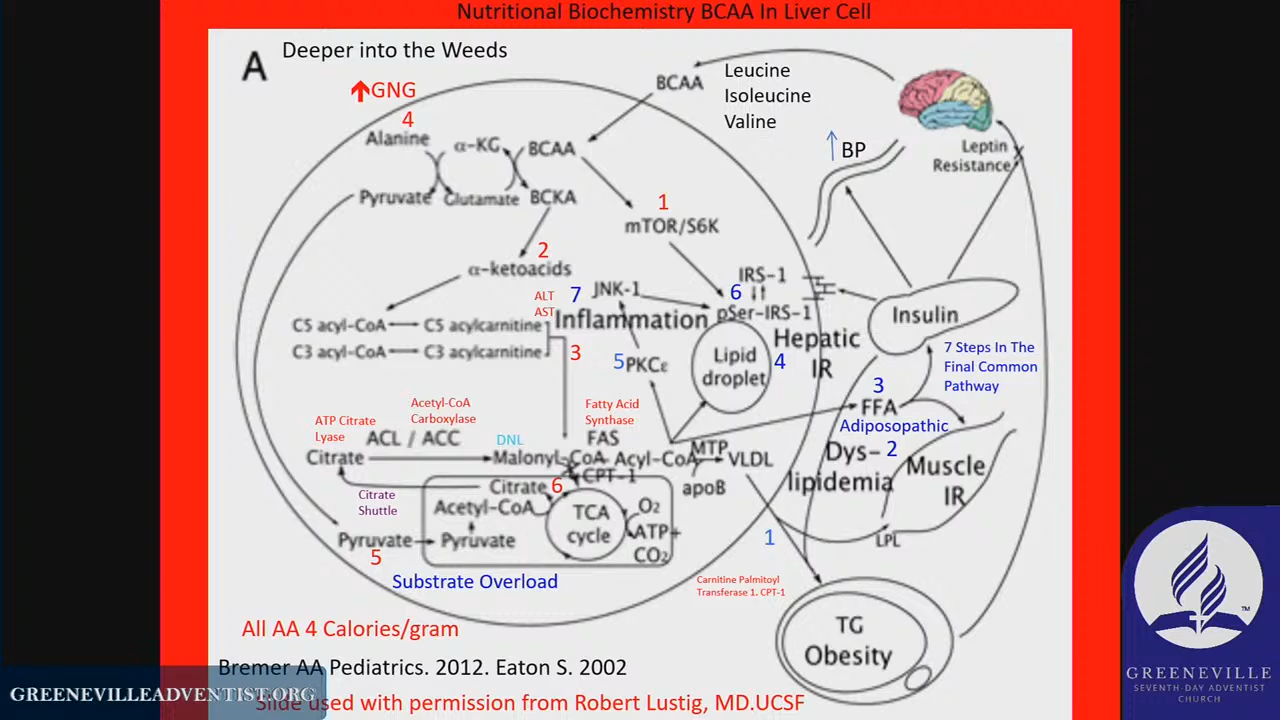 Nutritional Biochemistry BCAA In Liver Cell
A
Deeper into the Weeds
GNG
4
Alanine
α-KG
BCAA
Pyruvate
Glutamate
BCKA
BCAA
Leucine
Isoleucine
Valine
BP
Leptin
Resistance
1
mTOR/S6K
2
α-ketoacids
ALT
AST
7
JNK-1
Inflammation
6
IRS-1
pSer-IRS-1
Hepatic
IR
Insulin
C5 acyl-CoA
C5 acylcarnitine
C3 acyl-CoA
C3 acylcarnitine
3
5
PKCε
Lipid
droplet
4
7 Steps In The
Final Common
Pathway
3
FFA
Adiposopathic
Dys-
lipidemia
2
Muscle
IR
ATP Citrate
Lyase
Acetyl-CoA
Carboxylase
ACL / ACC
DNL
Fatty Acid
Synthase
FAS
Citrate
Malonyl-CoA
Acyl-CoA
MTP
VLDL
apoB
CPT-1
Citrate
6
Citrate
Shuttle
Acetyl-CoA
TCA
cycle
O₂
ATP+
CO₂
Pyruvate
Pyruvate
5
Substrate Overload
1
LPL
Carnitine Palmitoyl
Transferase 1. CPT-1
TG
Obesity
All AA 4 Calories/gram
Bremer AA Pediatrics. 2012. Eaton S. 2002
Slide used with permission from Robert Lustig, MD.UCSF
GREENEVILLEADVENTIST.ORG
TM
GREENEVILLE
SEVENTH-DAY ADVENTIST
CHURCH